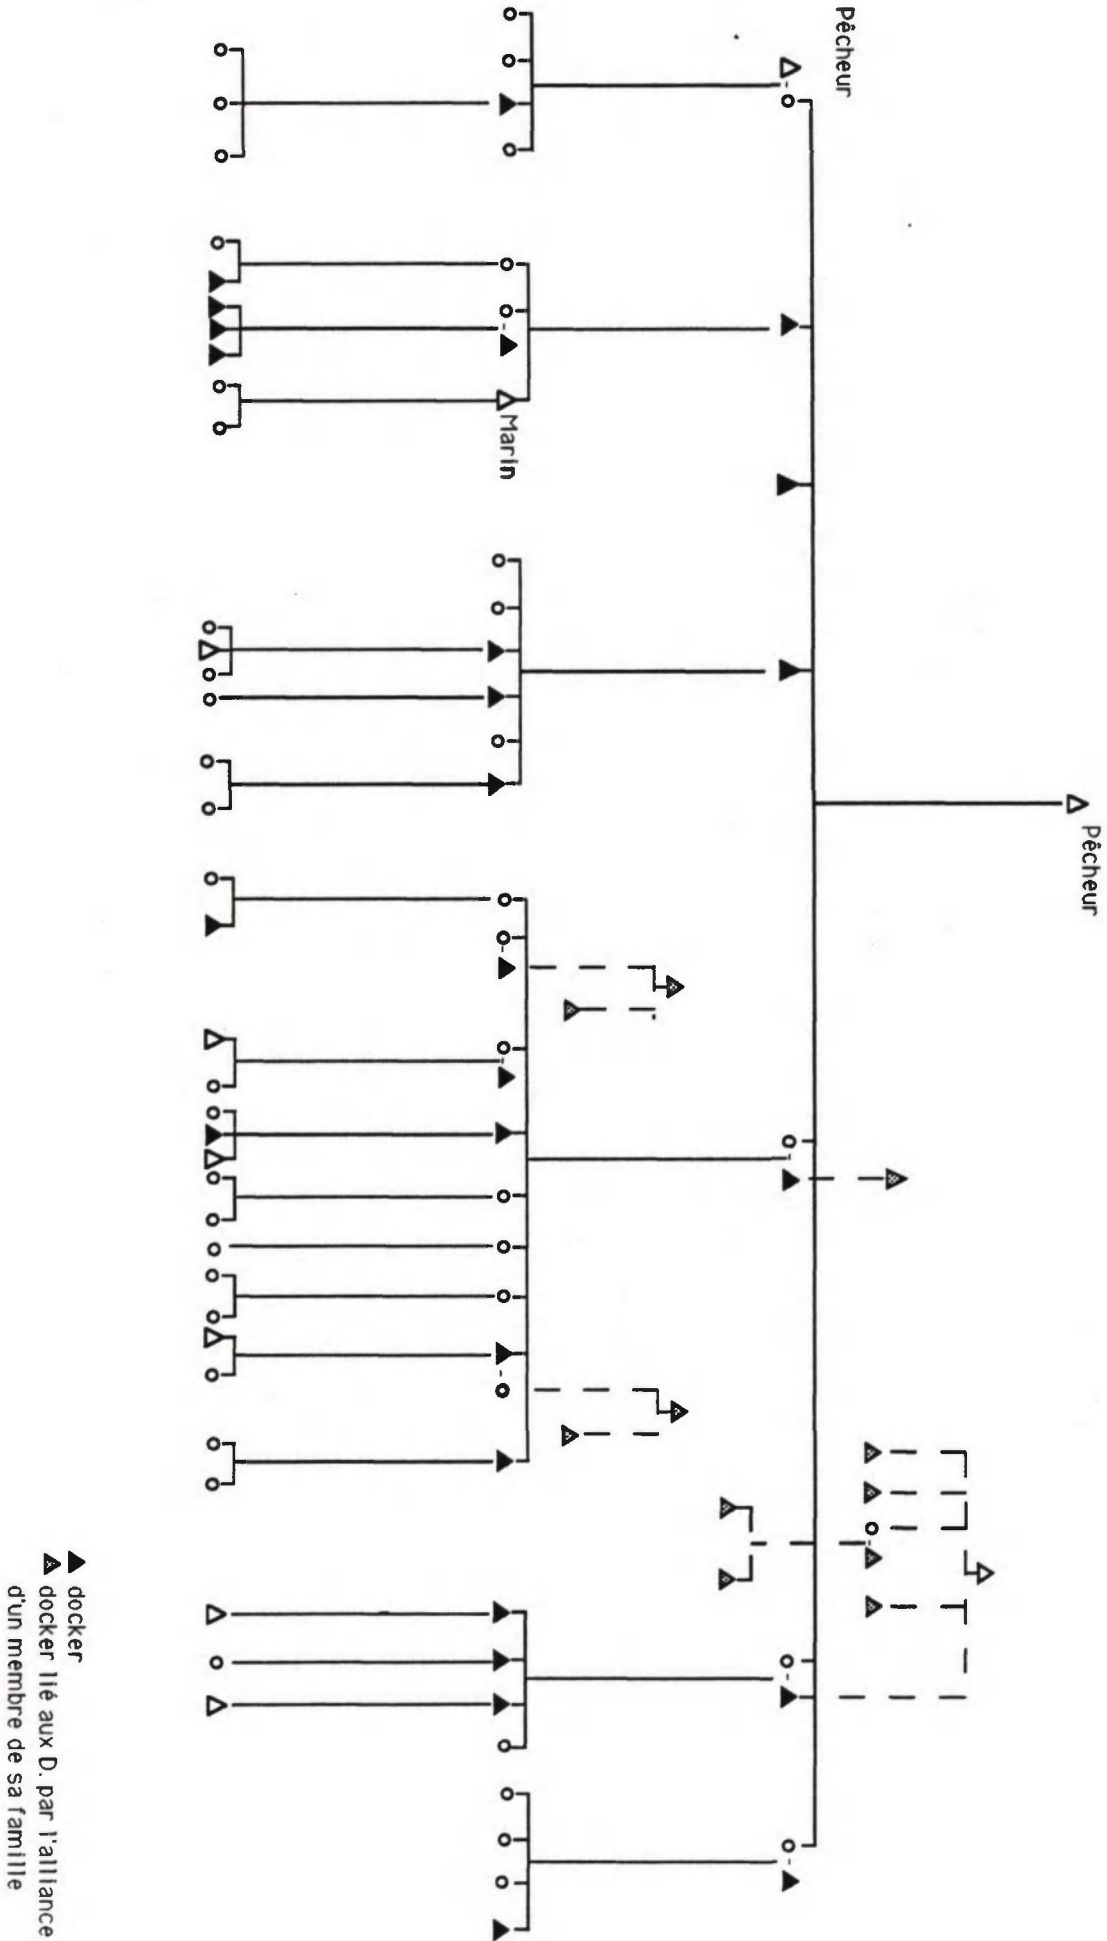 Pêcheur
Pêcheur
Marin
docker
docker lié aux D. par l'alliance
d'un membre de sa famille